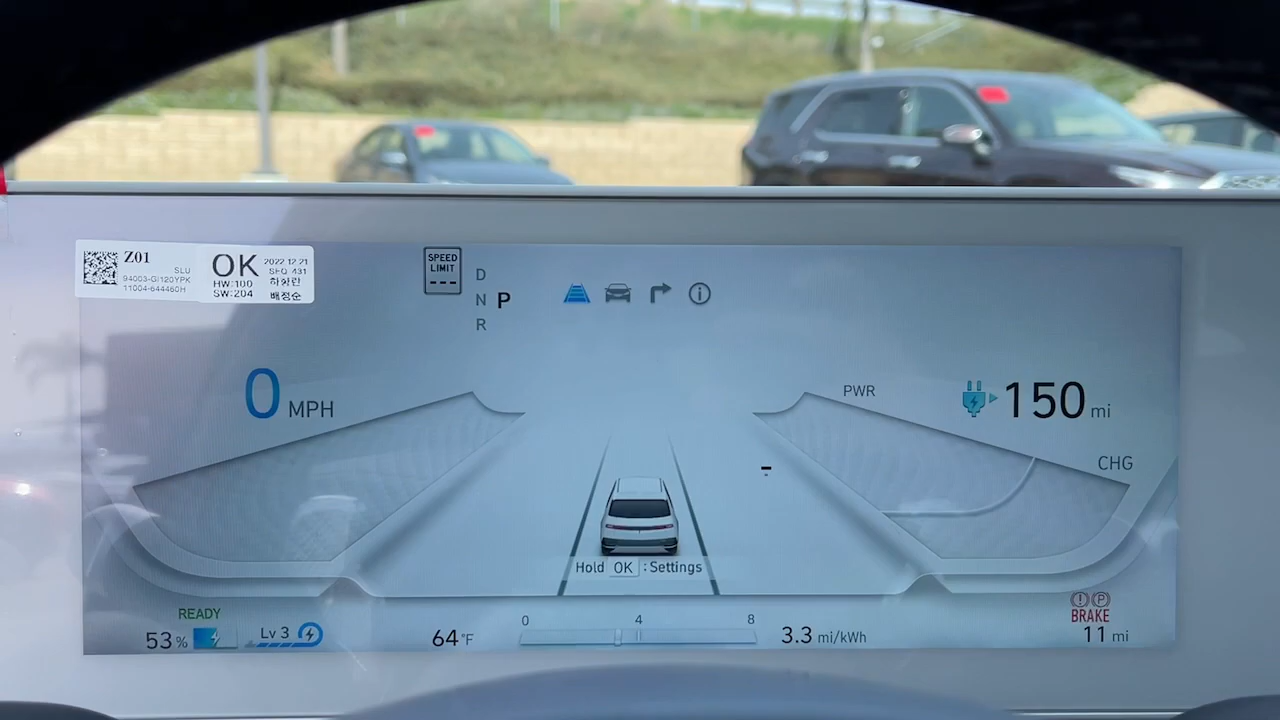 Z01
SLU
94003-GI120YPK
11004-644460H
OK
HW:100
SW:204
2022.12.21
SEQ 431
하핫란
배정순
SPEED
LIMIT
---
D
N P
R
0 MPH
PWR
150 mi
CHG
Hold OK : Settings
READY
53 %
Lv 3
64 °F
0 4 8
3.3 mi/kWh
P
BRAKE
11 mi